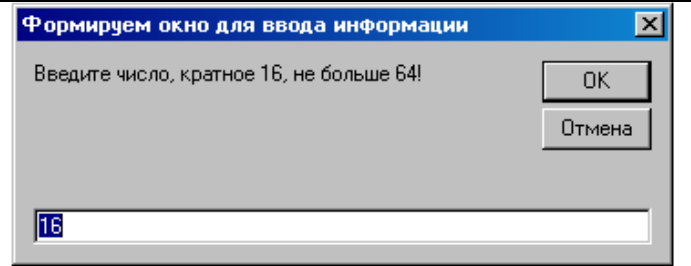 Формируем окно для ввода информации
Введите число, кратное 16, не больше 64!
OK
Отмена
16